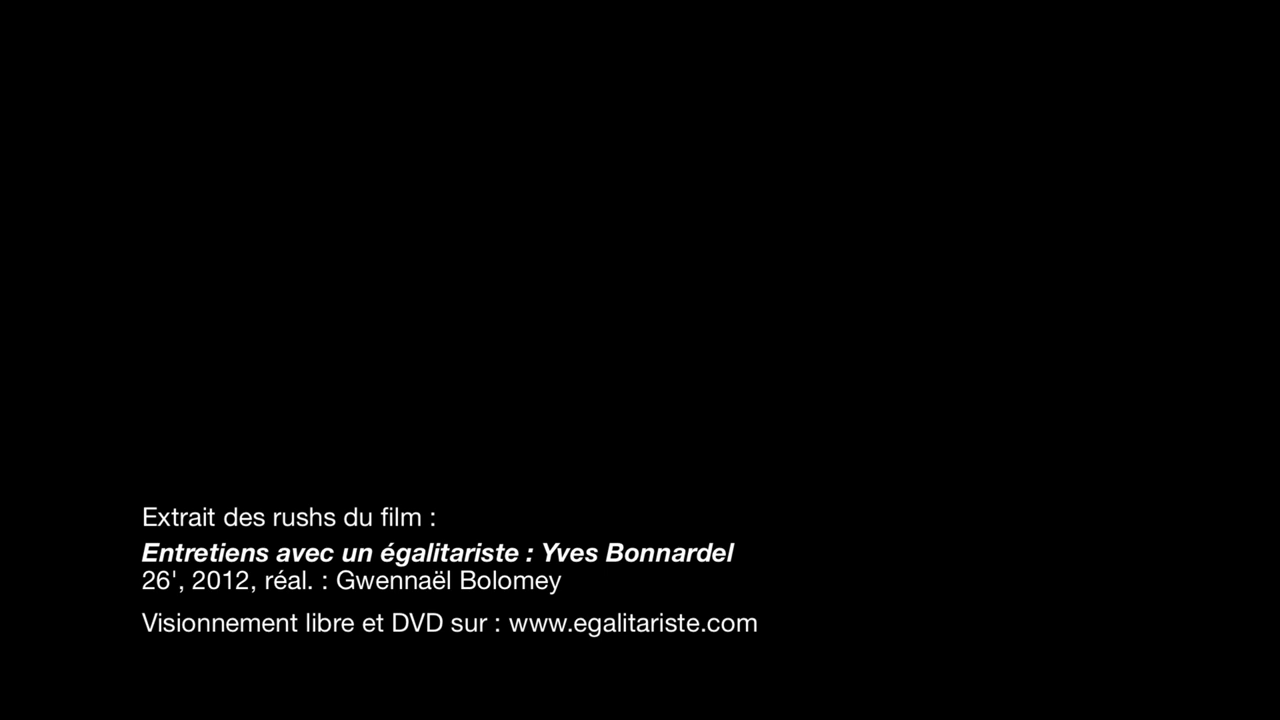 Extrait des rushs du film :
Entretiens avec un égalitariste : Yves Bonnardel
26', 2012, réal. : Gwennaël Bolomey
Visionnement libre et DVD sur : www.egalitariste.com